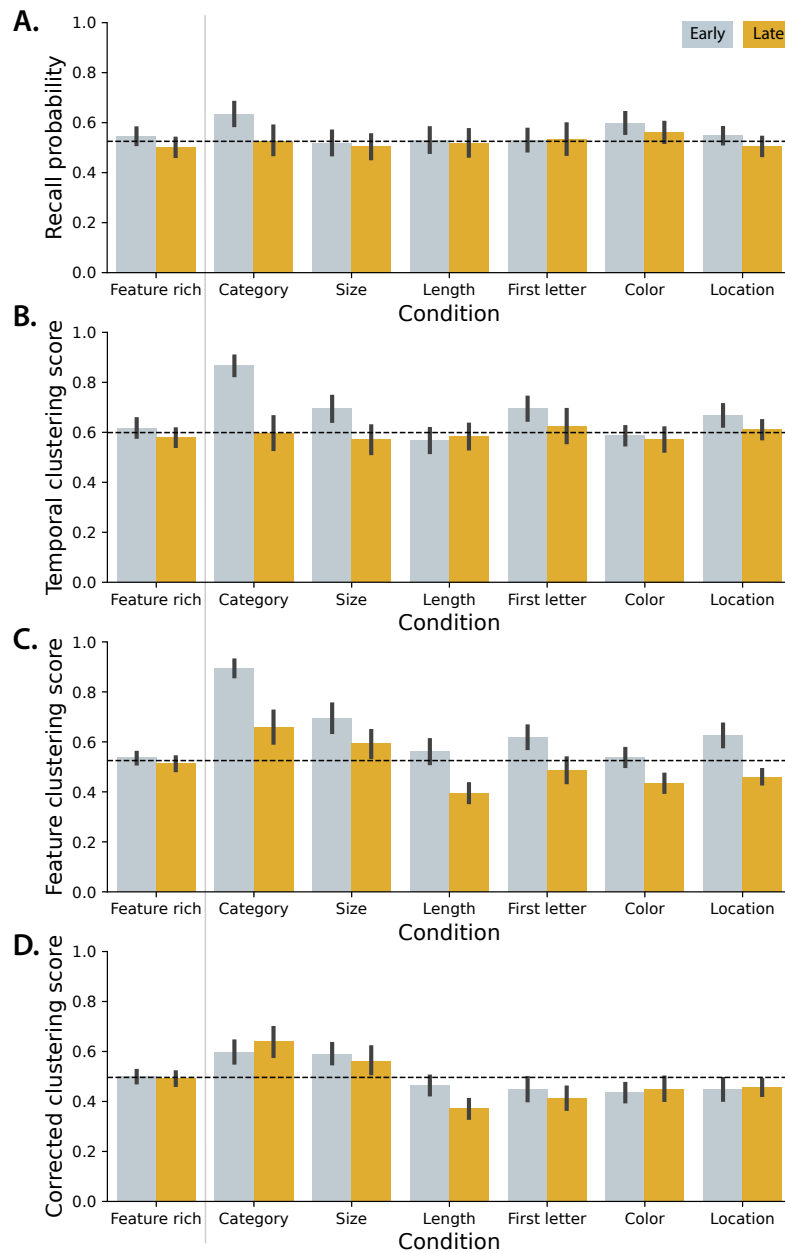 A.
Early Late
Recall probability
1.0
0.8
0.6
0.4
0.2
0.0
Feature rich Category Size Length First letter Color Location
Condition
B.
Temporal clustering score
1.0
0.8
0.6
0.4
0.2
0.0
Feature rich Category Size Length First letter Color Location
Condition
C.
Feature clustering score
1.0
0.8
0.6
0.4
0.2
0.0
Feature rich Category Size Length First letter Color Location
Condition
D.
Corrected clustering score
1.0
0.8
0.6
0.4
0.2
0.0
Feature rich Category Size Length First letter Color Location
Condition